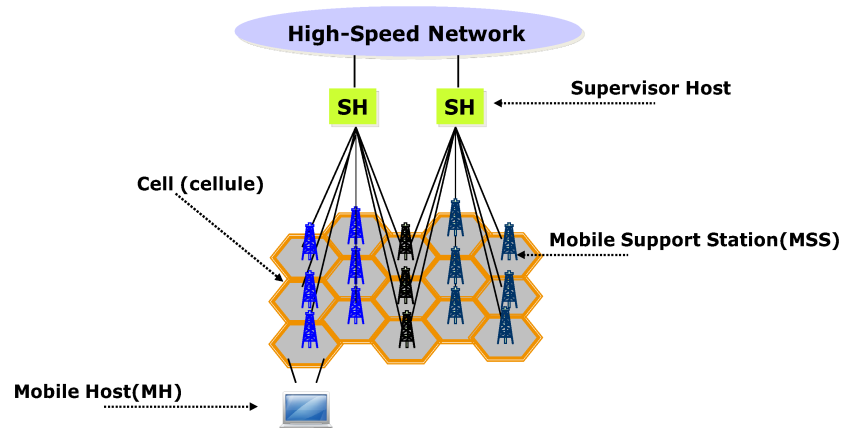 High-Speed Network
SH
SH
Supervisor Host
Cell (cellule)
Mobile Support Station(MSS)
Mobile Host(MH)